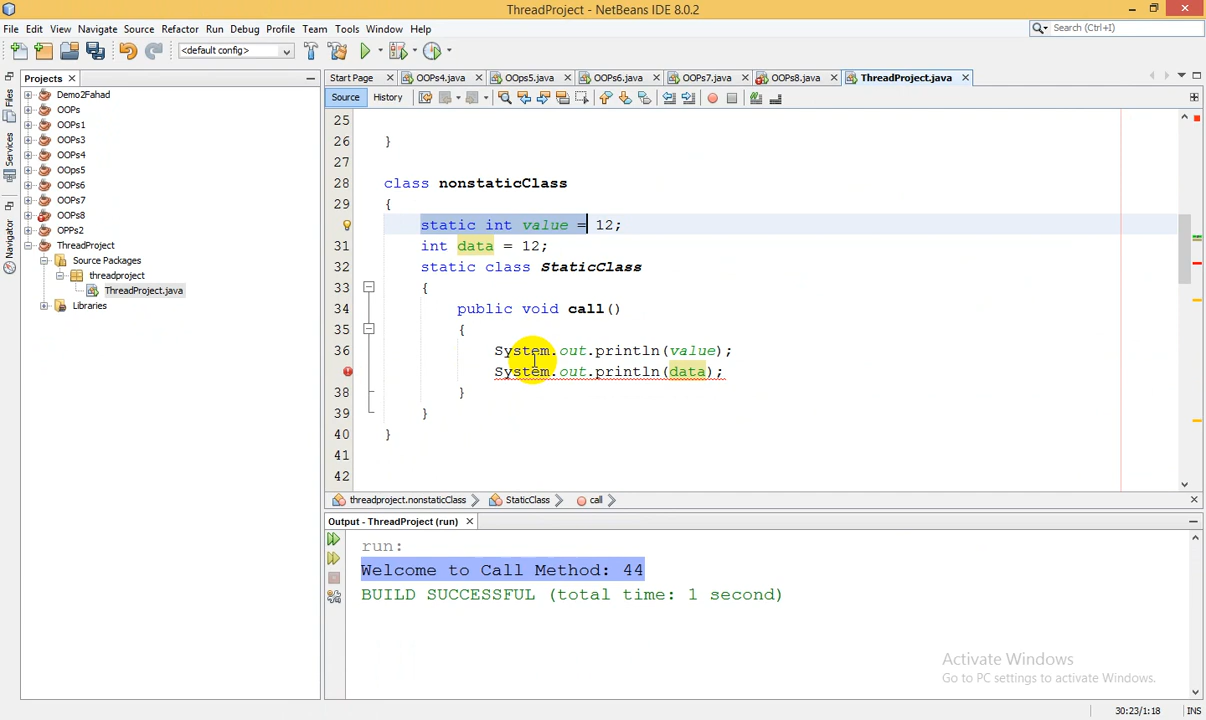 ThreadProject - NetBeans IDE 8.0.2
File Edit View Navigate Source Refactor Run Debug Profile Team Tools Window Help
Search (Ctrl+I)
<default config>
Projects
Start Page OOPs4.java OOps5.java OOPs6.java OOPs7.java OOPs8.java ThreadProject.java
Source History
Files
Services
Navigator
Demo2Fahad
OOPs
OOPs1
OOPs3
OOPs4
OOps5
OOPs6
OOPs7
OOPs8
OPPs2
ThreadProject
Source Packages
threadproject
ThreadProject.java
Libraries
25
26 }
27
28 class nonstaticClass
29 {
static int value = 12;
31 int data = 12;
32 static class StaticClass
33 {
34 public void call()
35 {
36 System.out.println(value);
System.out.println(data);
38 }
39 }
40 }
41
42
threadproject.nonstaticClass StaticClass call
Output - ThreadProject (run)
run:
Welcome to Call Method: 44
BUILD SUCCESSFUL (total time: 1 second)
Activate Windows
Go to PC settings to activate Windows.
30:23/1:18 INS